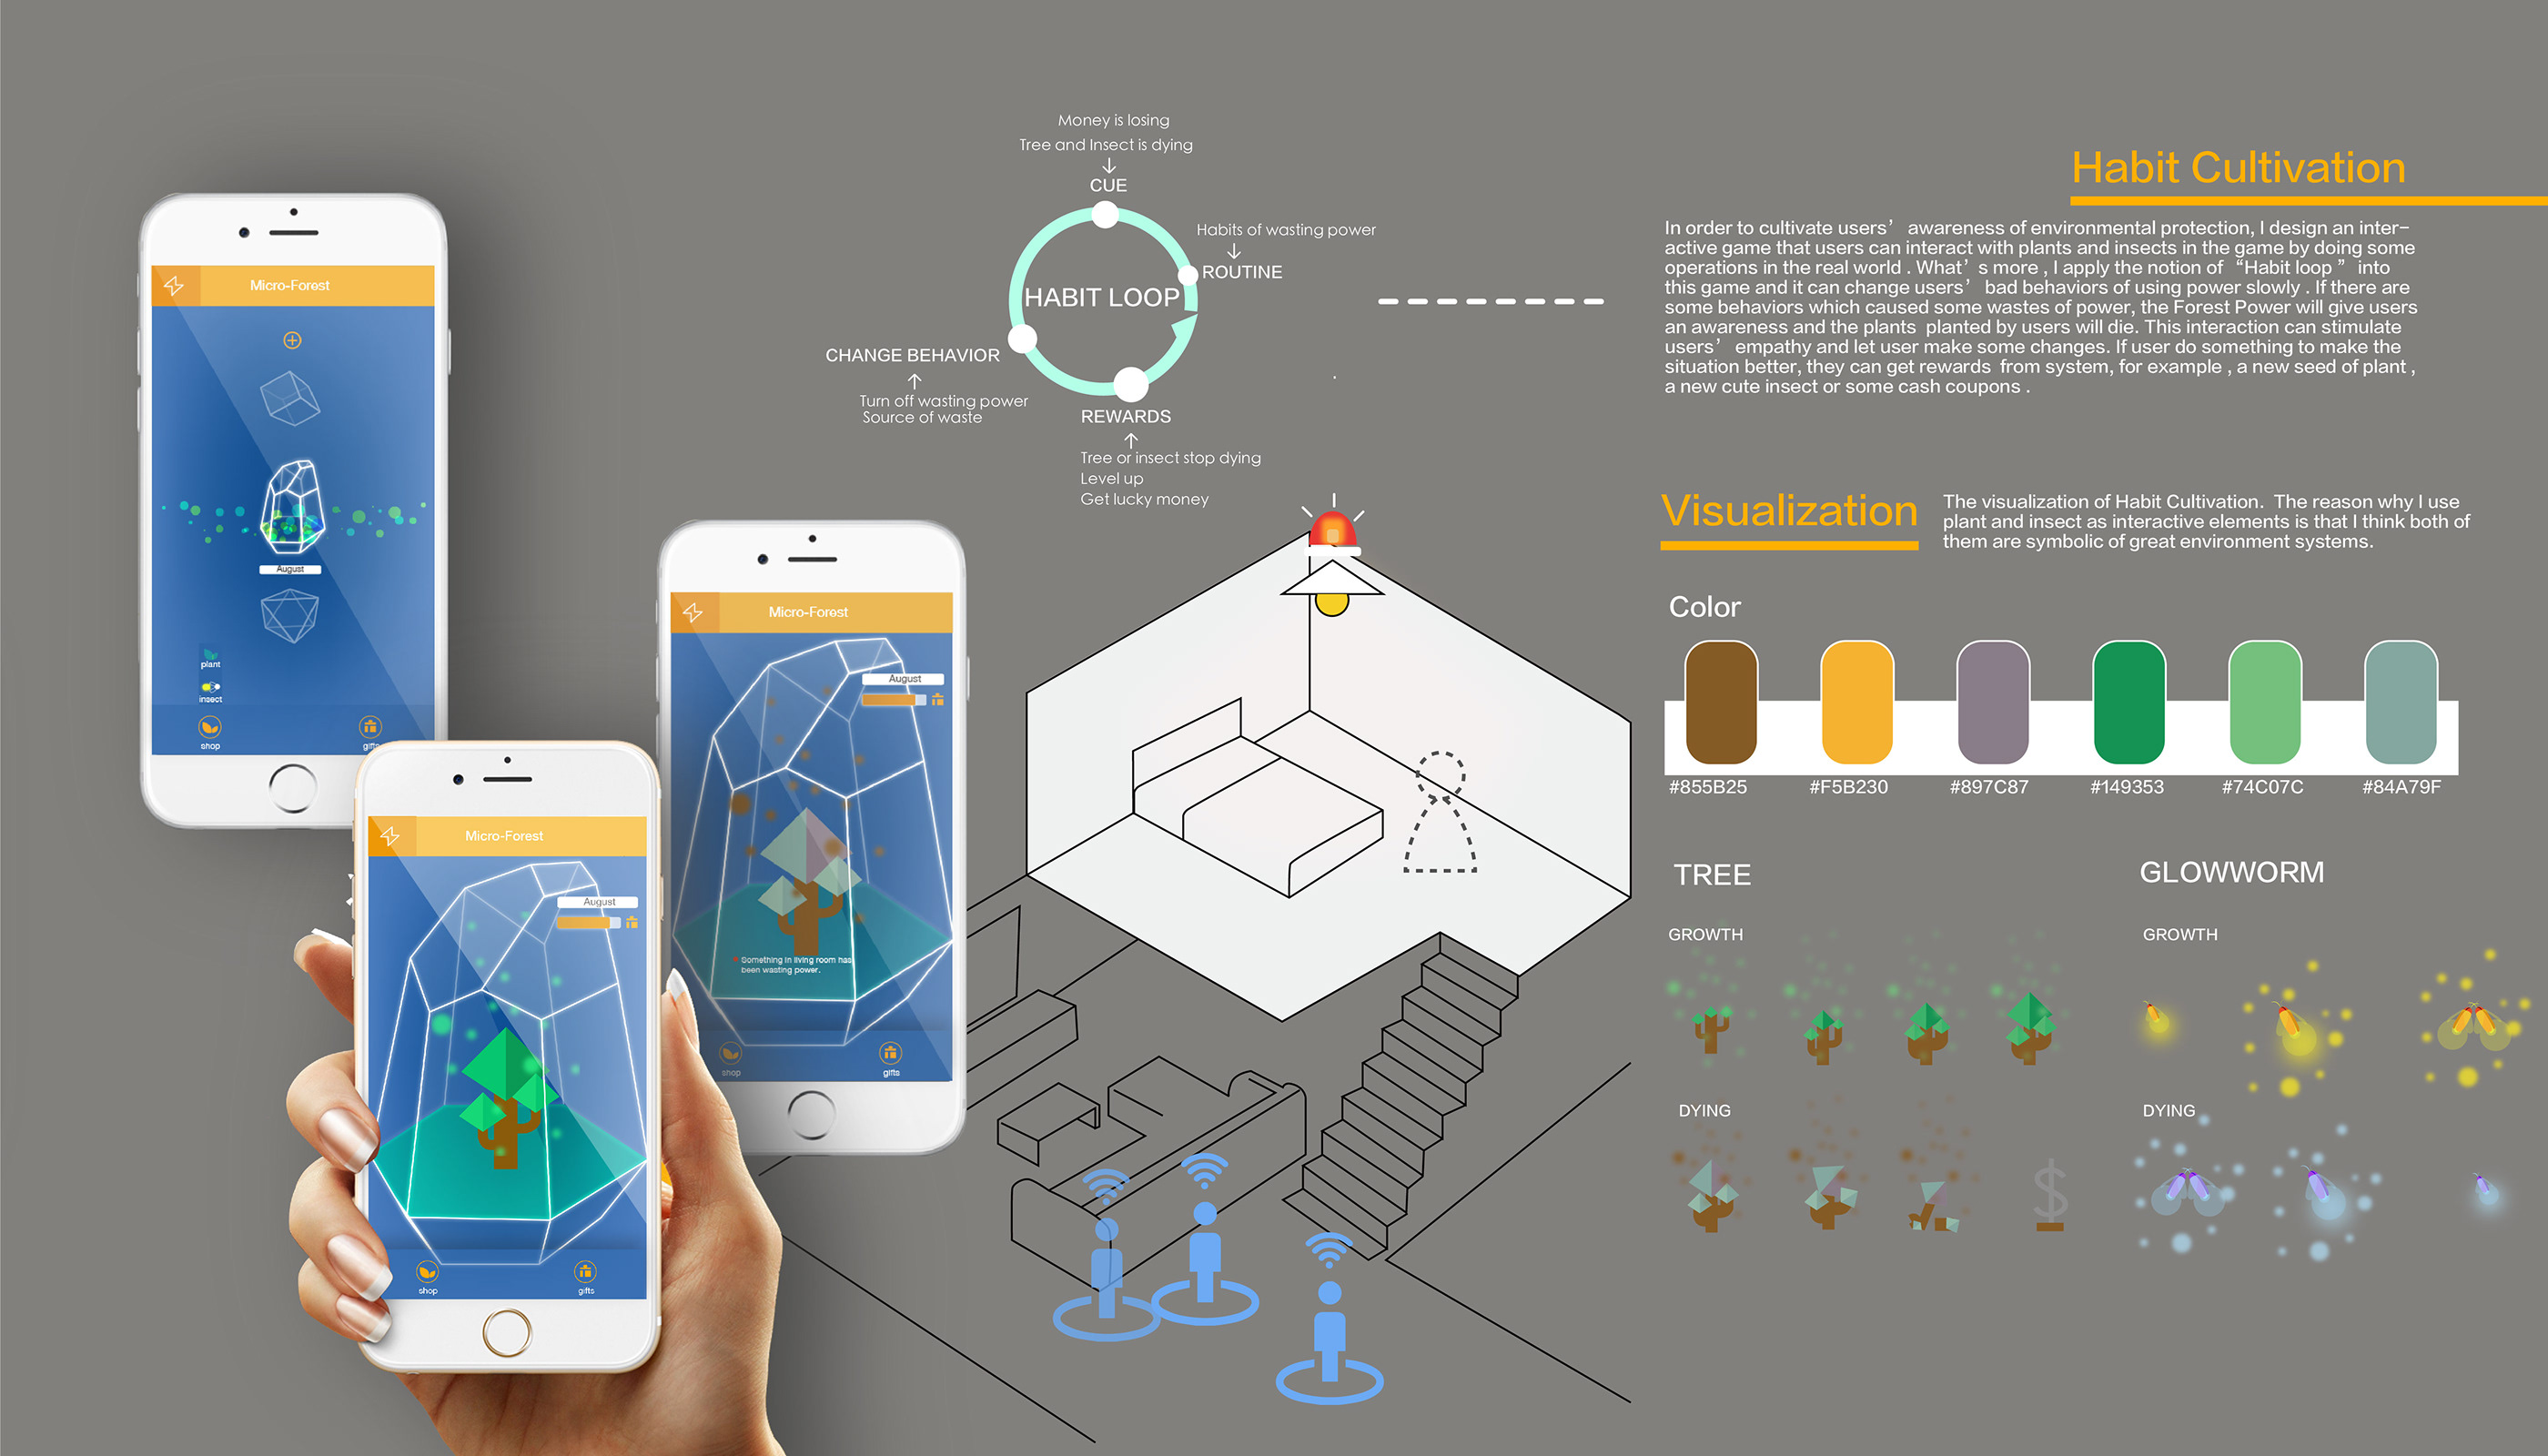 Micro-Forest
August
plant
insect
shop
gifts
Micro-Forest
August
Something in living room has
been wasting power.
shop
gifts
Micro-Forest
August
shop
gifts
Money is losing
Tree and Insect is dying
CUE
Habits of wasting power
ROUTINE
HABIT LOOP
CHANGE BEHAVIOR
Turn off wasting power
Source of waste
REWARDS
Tree or insect stop dying
Level up
Get lucky money
Habit Cultivation
In order to cultivate users’ awareness of environmental protection, I design an inter-
active game that users can interact with plants and insects in the game by doing some
operations in the real world . What’ s more , I apply the notion of “Habit loop ” into
this game and it can change users’ bad behaviors of using power slowly . If there are
some behaviors which caused some wastes of power, the Forest Power will give users
an awareness and the plants planted by users will die. This interaction can stimulate
users’ empathy and let user make some changes. If user do something to make the
situation better, they can get rewards from system, for example , a new seed of plant ,
a new cute insect or some cash coupons .
Visualization
The visualization of Habit Cultivation. The reason why I use
plant and insect as interactive elements is that I think both of
them are symbolic of great environment systems.
Color
#855B25 #F5B230 #897C87 #149353 #74C07C #84A79F
TREE
GROWTH
DYING
$
GLOWWORM
GROWTH
DYING